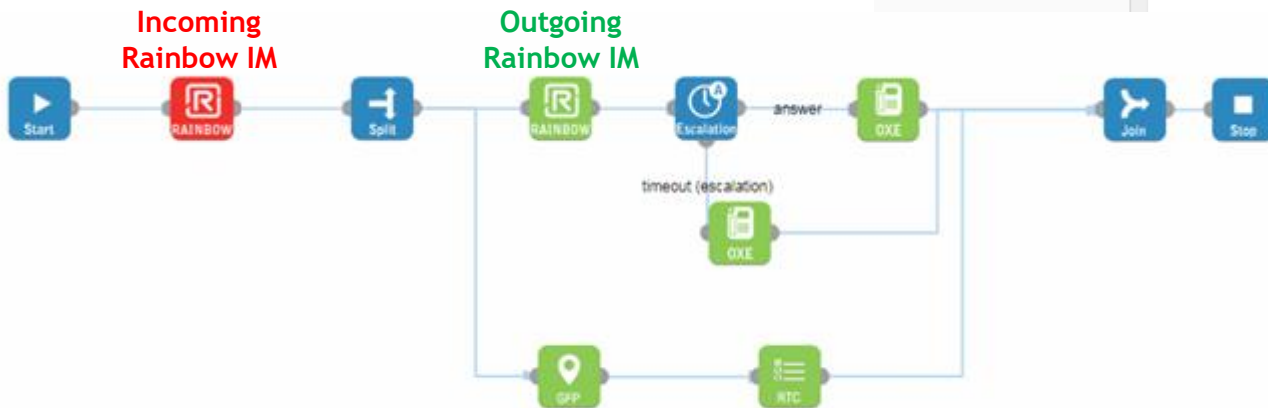 Incoming
Rainbow IM
Outgoing
Rainbow IM
Start
RAINBOW
Split
RAINBOW
Escalation
A
answer
OXE
Join
Stop
timeout (escalation)
OXE
GFP
RTC